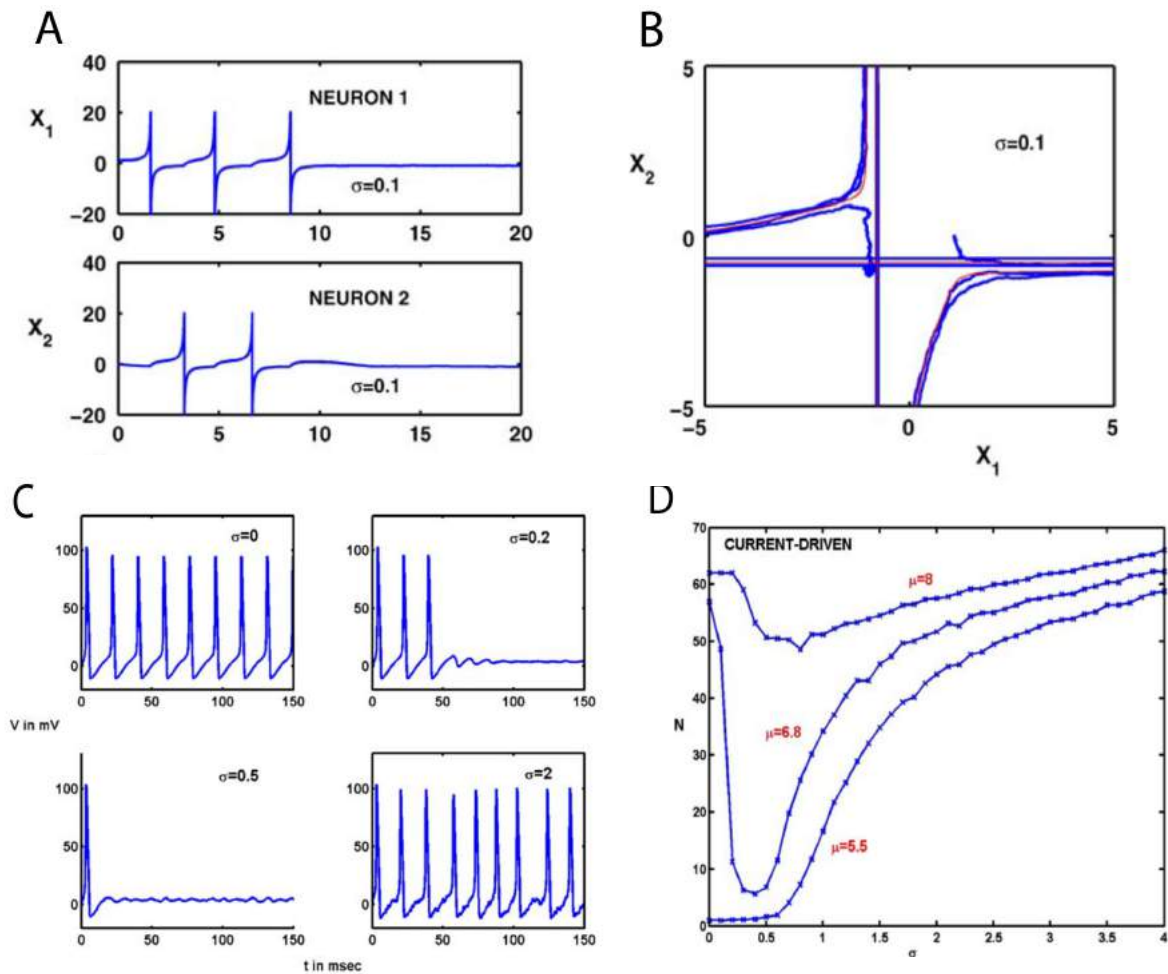 A
40
20
0
−20
X1
NEURON 1
σ=0.1
0 5 10 15 20
40
20
0
−20
X2
NEURON 2
σ=0.1
0 5 10 15 20
B
5
0
−5
X2
σ=0.1
−5 0 5
X1
C
100
50
0
σ=0
0 50 100 150
100
50
0
σ=0.2
0 50 100 150
V in mV
100
50
0
σ=0.5
0 50 100 150
100
50
0
σ=2
0 50 100 150
t in msec
D
70
60
50
40
30
20
10
0
N
CURRENT-DRIVEN
μ=8
μ=6.8
μ=5.5
0 0.5 1 1.5 2 2.5 3 3.5 4
σ